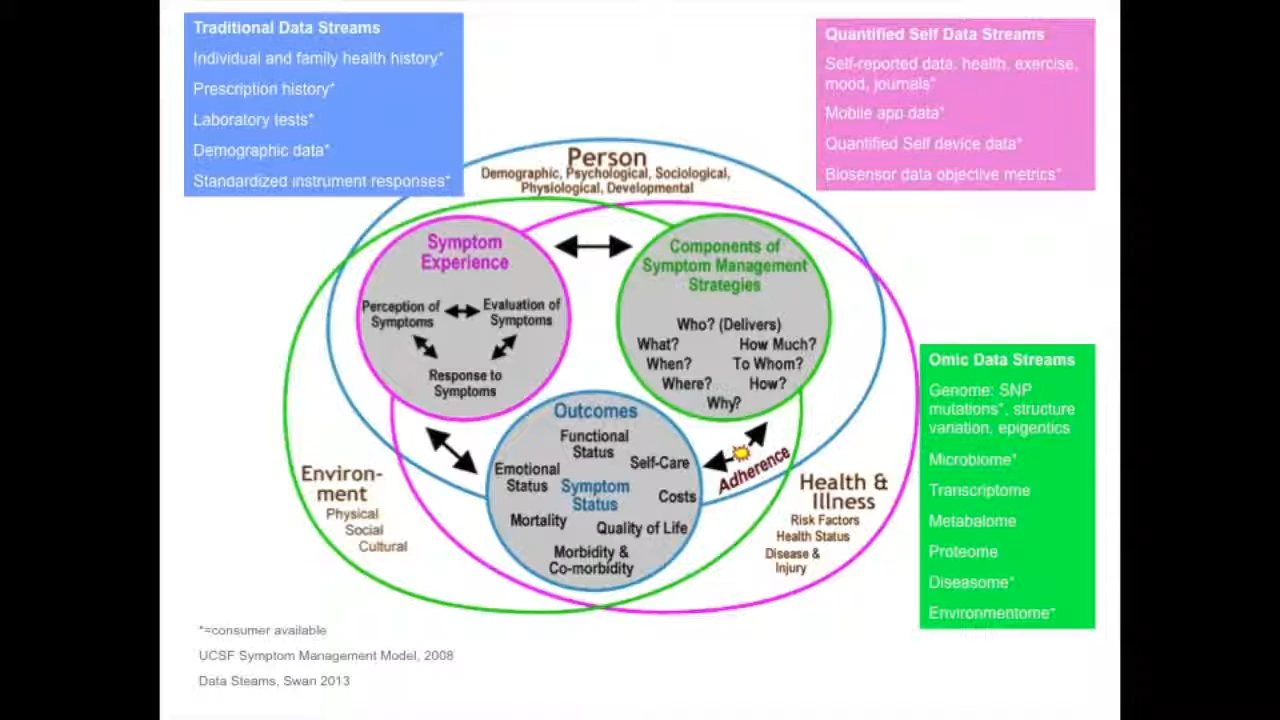 Traditional Data Streams
Individual and family health history*
Prescription history*
Laboratory tests*
Demographic data*
Standardized instrument responses*
Quantified Self Data Streams
Self-reported data: health, exercise,
mood, journals*
Mobile app data*
Quantified Self device data*
Biosensor data objective metrics*
Person
Demographic, Psychological, Sociological,
Physiological, Developmental
Symptom
Experience
Perception of
Symptoms
Evaluation of
Symptoms
Response to
Symptoms
Components of
Symptom Management
Strategies
Who? (Delivers)
What?
How Much?
When?
To Whom?
Where?
How?
Why?
Outcomes
Functional
Status
Emotional
Status
Self-Care
Symptom
Status
Costs
Mortality
Quality of Life
Morbidity &
Co-morbidity
Adherence
Environ-
ment
Physical
Social
Cultural
Health &
Illness
Risk Factors
Health Status
Disease &
Injury
Omic Data Streams
Genome: SNP
mutations*, structure
variation, epigentics
Microbiome*
Transcriptome
Metabalome
Proteome
Diseasome*
Environmentome*
*=consumer available
UCSF Symptom Management Model, 2008
Data Steams, Swan 2013